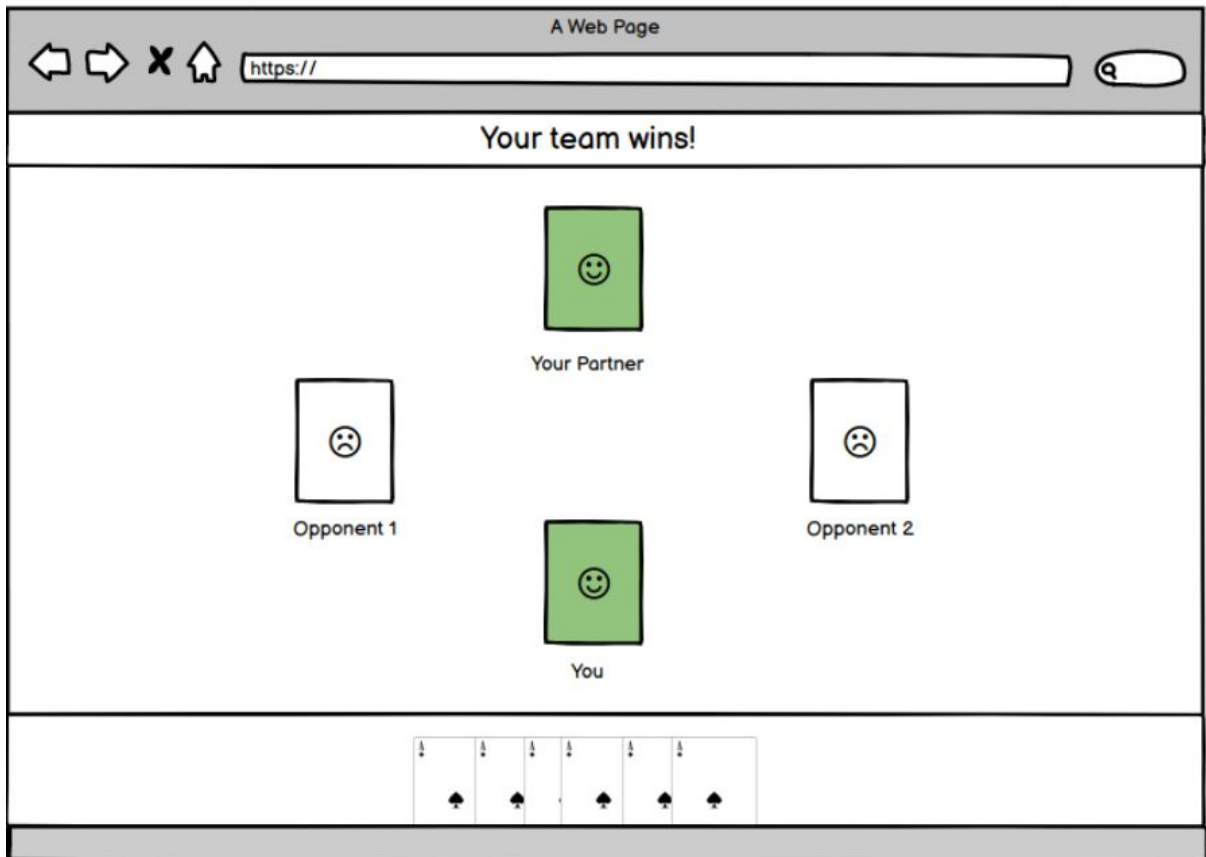 A Web Page
https://
Your team wins!
Your Partner
Opponent 1
Opponent 2
You
A A A A A A